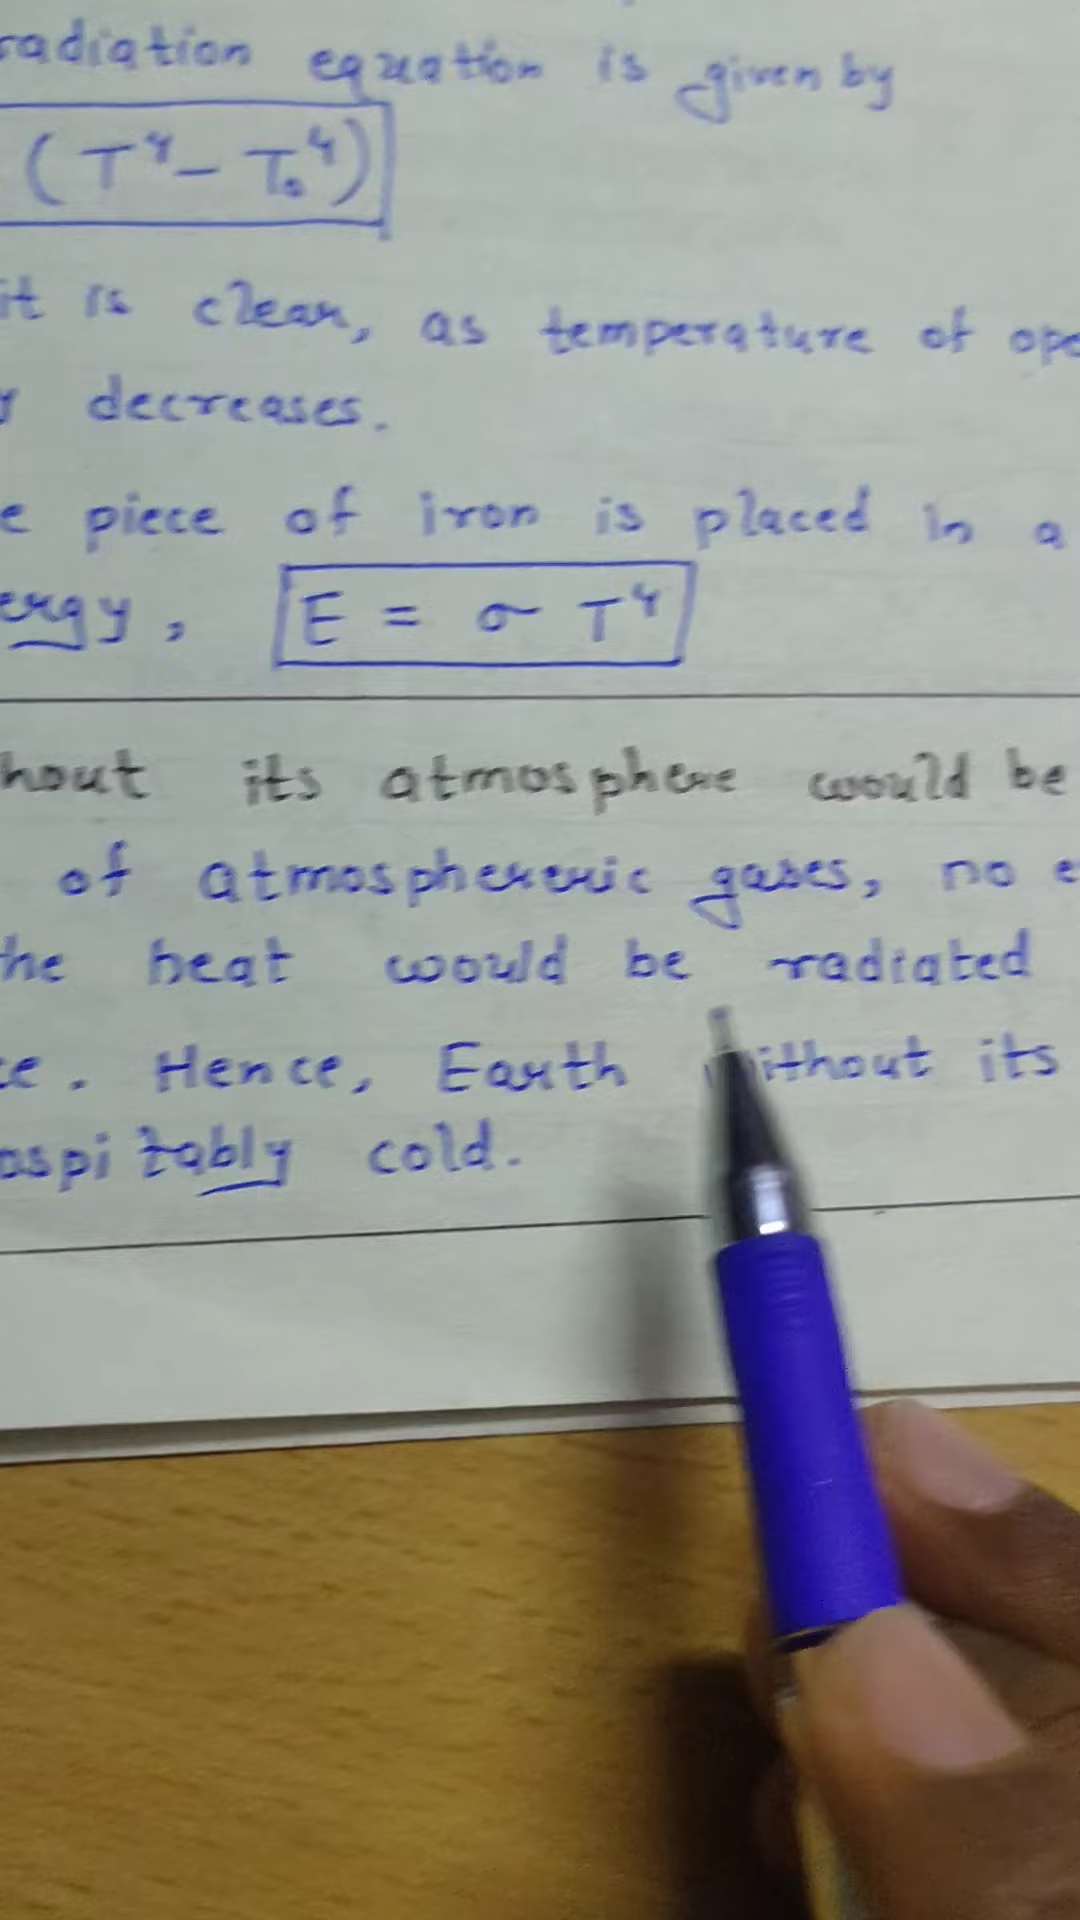 radiation equation is given by
(T⁴ - T₀⁴)
it is clear, as temperature of ope
decreases.
e piece of iron is placed in a
ergy, E = σ T⁴
hout its atmosphere would be
of atmosphereric gases, no e
he heat would be radiated
ce. Hence, Earth without its
ospitably cold.